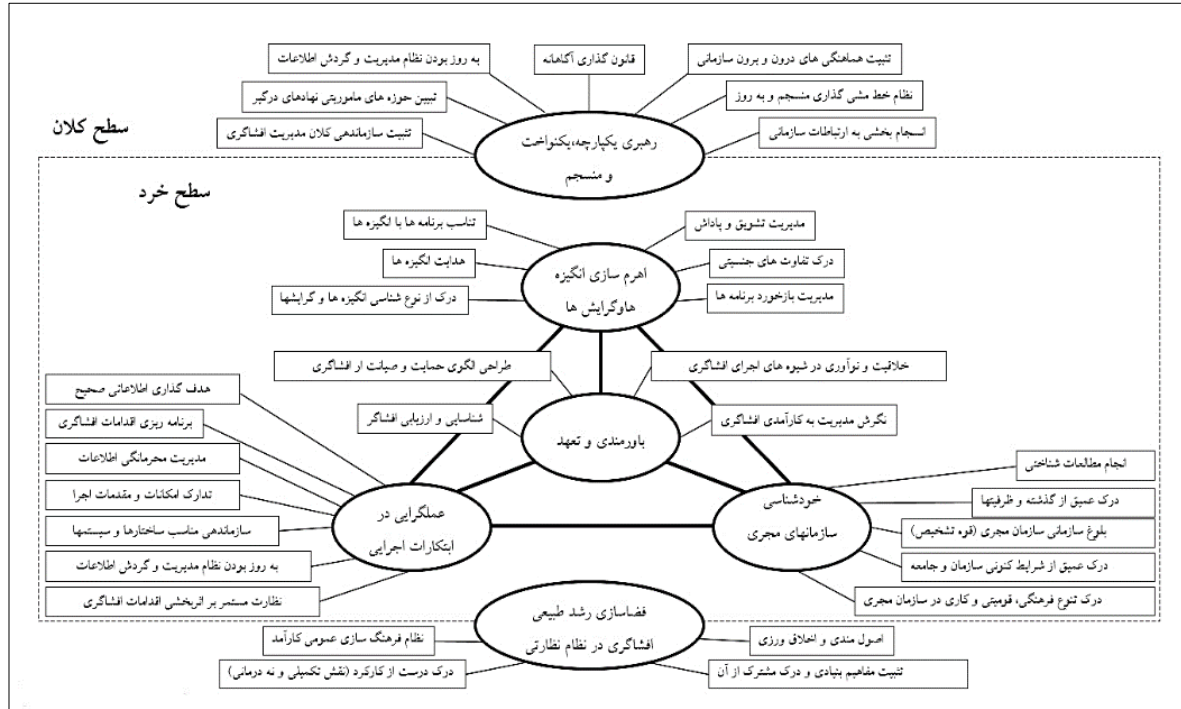 تثبیت هماهنگی های درون و برون سازمانی
قانون گذاری آگاهانه
به روز بودن نظام مدیریت و گردش اطلاعات
نظام خط مشی گذاری منسجم و به روز
تبیین حوزه های ماموریتی نهادهای درگیر
انسجام بخشی به ارتباطات سازمانی
تثبیت سازماندهی کلان مدیریت افشاگری
سطح کلان
رهبری یکپارچه،یکنواخت
و منسجم
سطح خرد
مدیریت تشویق و پاداش
تناسب برنامه ها با انگیزه ها
درک تفاوت های جنسیتی
هدایت انگیزه ها
مدیریت بازخورد برنامه ها
درک از نوع شناسی انگیزه ها و گرایشها
اهرم سازی انگیزه
هاوگرایش ها
خلاقیت و نوآوری در شیوه های اجرای افشاگری
طراحی الگوی حمایت و صیانت ار افشاگری
نگرش مدیریت به کارآمدی افشاگری
شناسایی و ارزیابی افشاگر
باورمندی و تعهد
هدف گذاری اطلاعاتی صحیح
برنامه ریزی اقدامات افشاگری
مدیریت محرمانگی اطلاعات
تدارک امکانات و مقدمات اجرا
سازماندهی مناسب ساختارها و سیستمها
به روز بودن نظام مدیریت و گردش اطلاعات
نظارت مستمر بر اثربخشی اقدامات افشاگری
عملگرایی در
ابتکارات اجرایی
خودشناسی
سازمانهای مجری
انجام مطالعات شناختی
درک عمیق از گذشته و ظرفیتها
بلوغ سازمانی سازمان مجری (قوه تشخیص)
درک عمیق از شرایط کنونی سازمان و جامعه
درک تنوع فرهنگی، قومیتی و کاری در سازمان مجری
فضاسازی رشد طبیعی
افشاگری در نظام نظارتی
اصول مندی و اخلاق ورزی
نظام فرهنگ سازی عمومی کارآمد
تثبیت مفاهیم بنیادی و درک مشترک از آن
درک درست از کارکرد (نقش تکمیلی و نه درمانی)